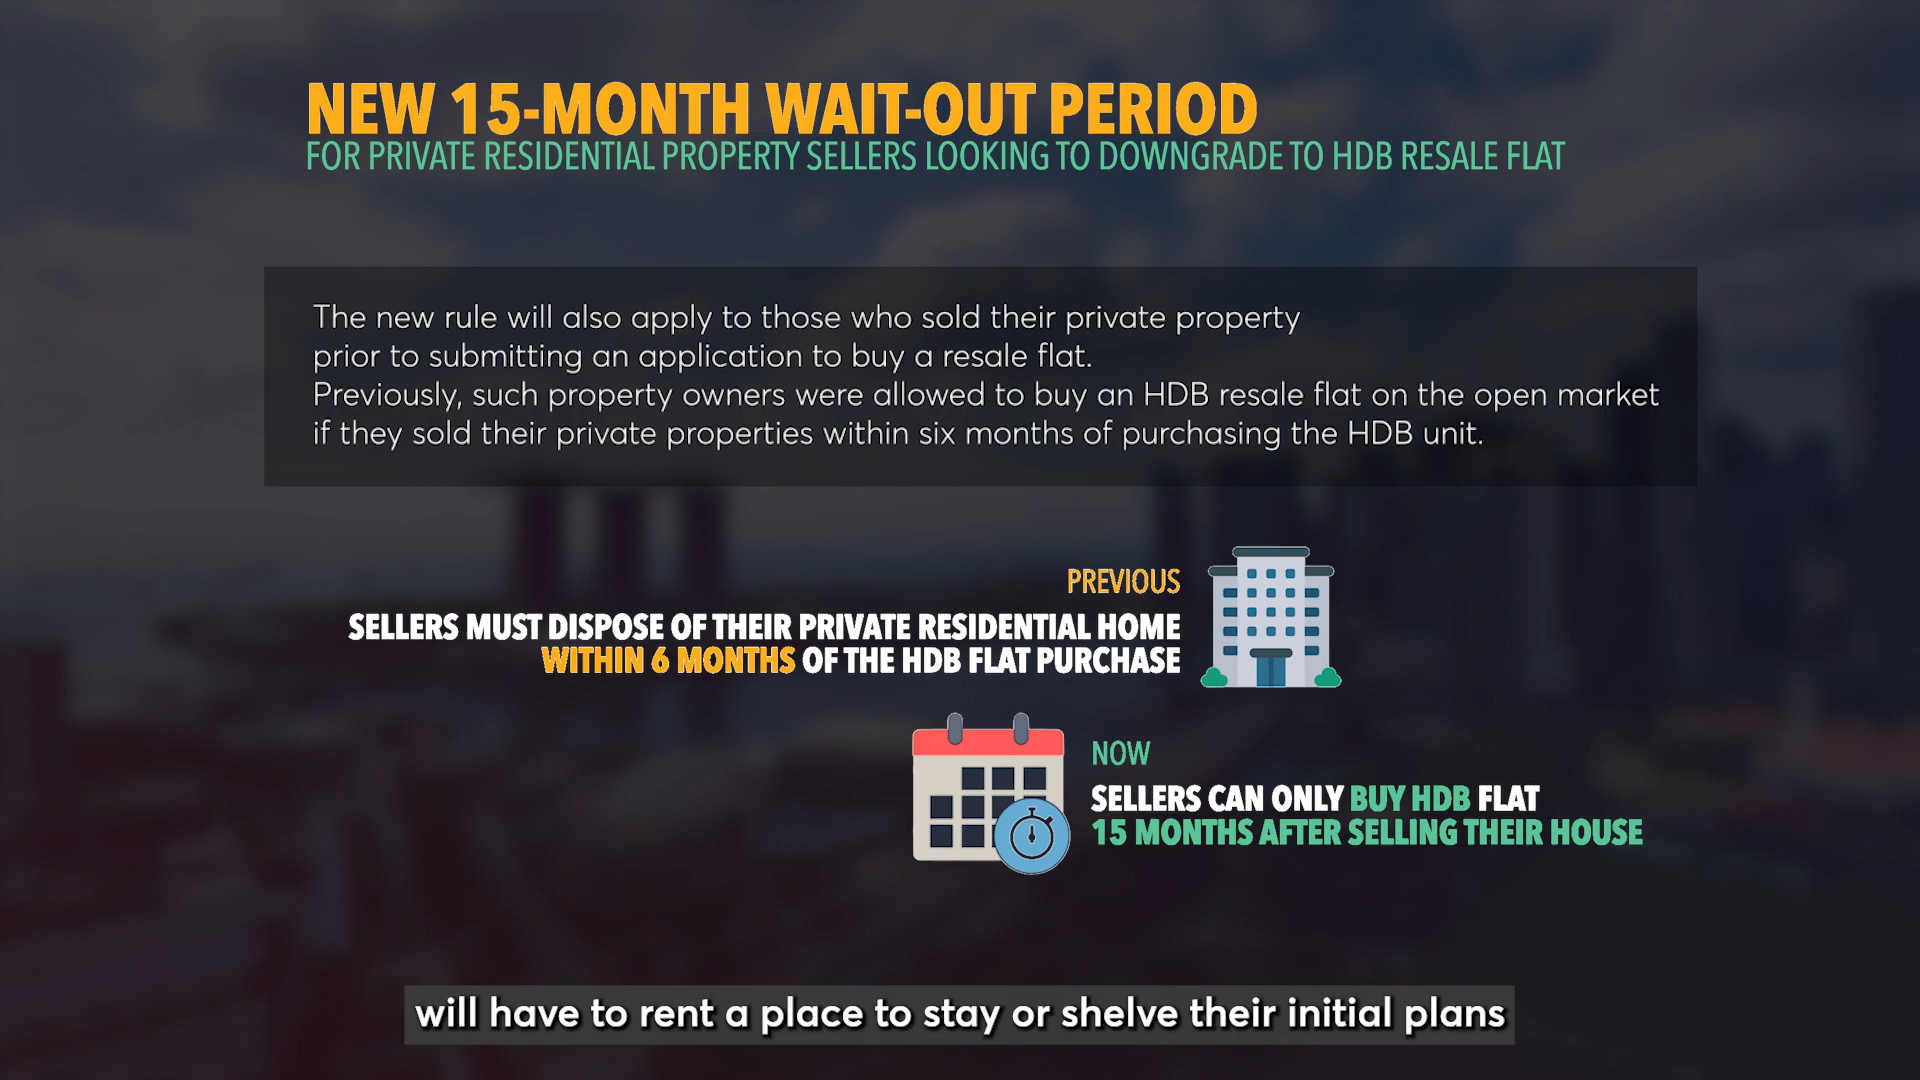 NEW 15-MONTH WAIT-OUT PERIOD
FOR PRIVATE RESIDENTIAL PROPERTY SELLERS LOOKING TO DOWNGRADE TO HDB RESALE FLAT
The new rule will also apply to those who sold their private property
prior to submitting an application to buy a resale flat.
Previously, such property owners were allowed to buy an HDB resale flat on the open market
if they sold their private properties within six months of purchasing the HDB unit.
PREVIOUS
SELLERS MUST DISPOSE OF THEIR PRIVATE RESIDENTIAL HOME
WITHIN 6 MONTHS OF THE HDB FLAT PURCHASE
NOW
SELLERS CAN ONLY BUY HDB FLAT
15 MONTHS AFTER SELLING THEIR HOUSE
will have to rent a place to stay or shelve their initial plans